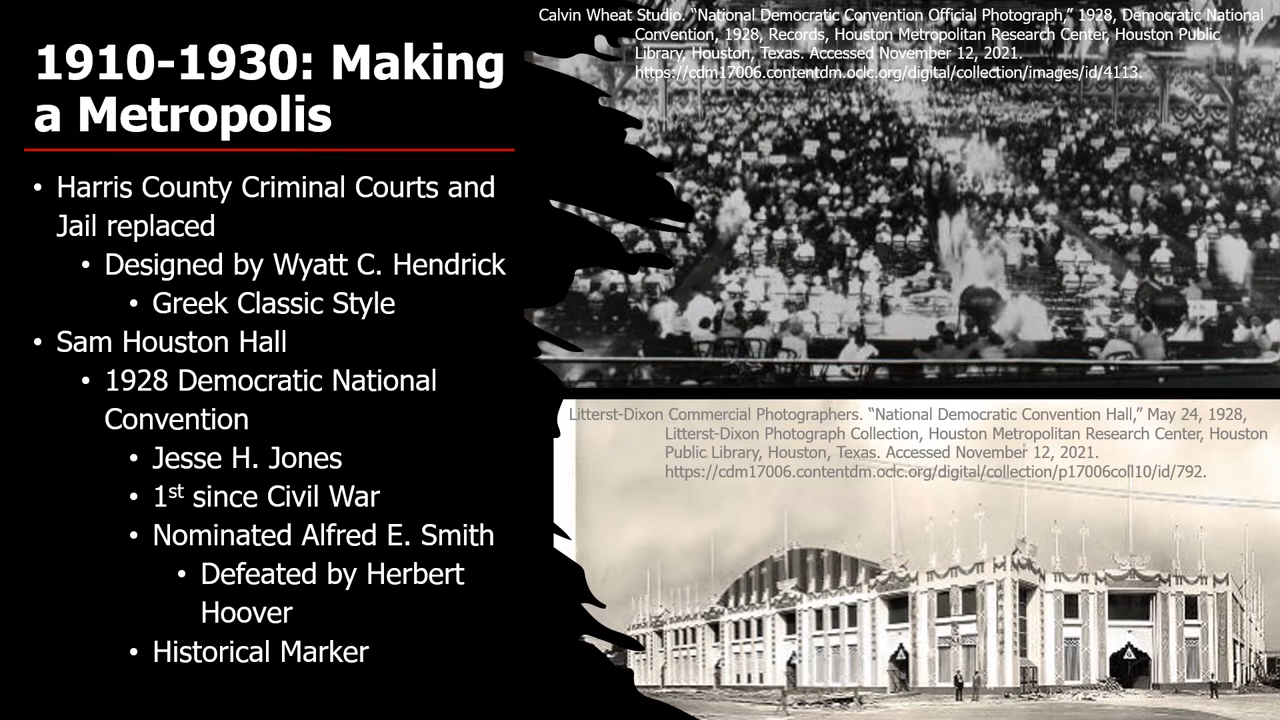 1910-1930: Making
a Metropolis
• Harris County Criminal Courts and
Jail replaced
• Designed by Wyatt C. Hendrick
• Greek Classic Style
• Sam Houston Hall
• 1928 Democratic National
Convention
• Jesse H. Jones
• 1st since Civil War
• Nominated Alfred E. Smith
• Defeated by Herbert
Hoover
• Historical Marker
Calvin Wheat Studio. “National Democratic Convention Official Photograph,” 1928, Democratic National
Convention, 1928, Records, Houston Metropolitan Research Center, Houston Public
Library, Houston, Texas. Accessed November 12, 2021.
https://cdm17006.contentdm.oclc.org/digital/collection/images/id/4113.
Litterst-Dixon Commercial Photographers. “National Democratic Convention Hall,” May 24, 1928,
Litterst-Dixon Photograph Collection, Houston Metropolitan Research Center, Houston
Public Library, Houston, Texas. Accessed November 12, 2021.
https://cdm17006.contentdm.oclc.org/digital/collection/p17006coll10/id/792.